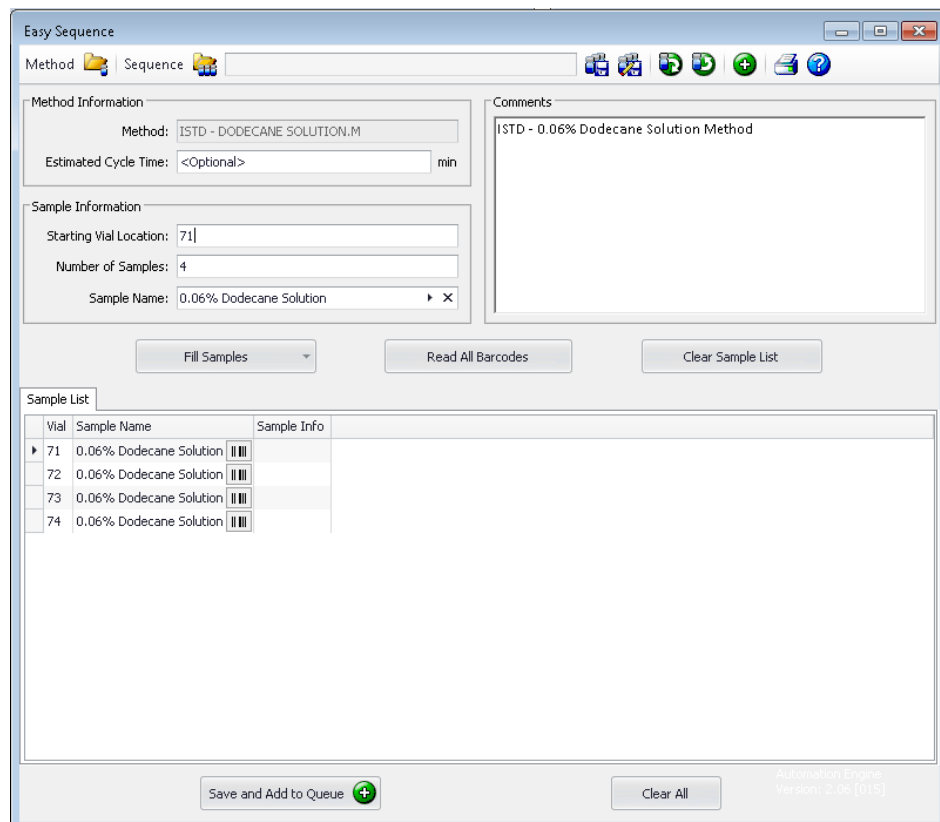 Easy Sequence
Method Sequence
Method Information
Method: ISTD - DODECANE SOLUTION.M
Estimated Cycle Time: <Optional> min
Comments
ISTD - 0.06% Dodecane Solution Method
Sample Information
Starting Vial Location: 71
Number of Samples: 4
Sample Name: 0.06% Dodecane Solution
Fill Samples Read All Barcodes Clear Sample List
Sample List
Vial Sample Name Sample Info
71 0.06% Dodecane Solution
72 0.06% Dodecane Solution
73 0.06% Dodecane Solution
74 0.06% Dodecane Solution
Save and Add to Queue Clear All
Automation Engine
Version: 2.06 [015]